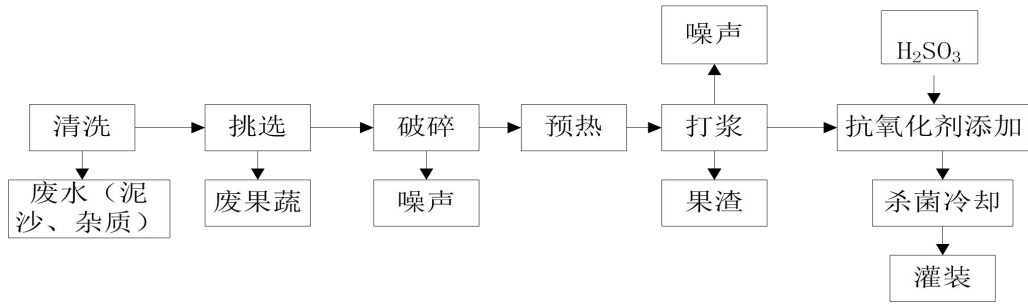 噪声
H₂SO₃
清洗
挑选
破碎
预热
打浆
抗氧化剂添加
废水（泥
沙、杂质）
废果蔬
噪声
果渣
杀菌冷却
灌装